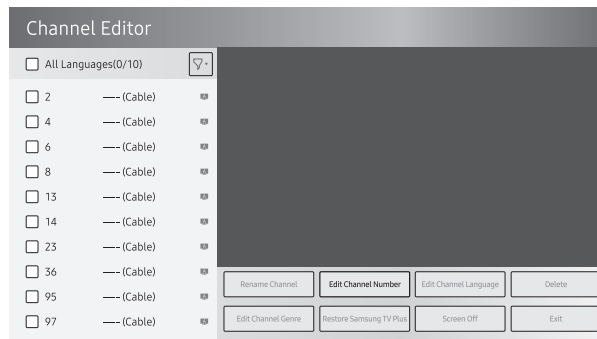 Channel Editor
All Languages(0/10)
2 --- (Cable)
4 --- (Cable)
6 --- (Cable)
8 --- (Cable)
13 --- (Cable)
14 --- (Cable)
23 --- (Cable)
36 --- (Cable)
95 --- (Cable)
97 --- (Cable)
Rename Channel Edit Channel Number Edit Channel Language Delete
Edit Channel Genre Restore Samsung TV Plus Screen Off Exit